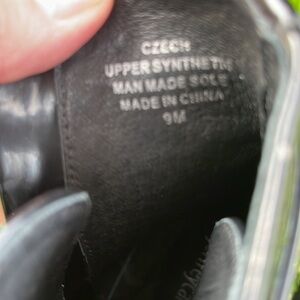 CZECH
UPPER SYNTHETIC
MAN MADE SOLE
MADE IN CHINA
9M